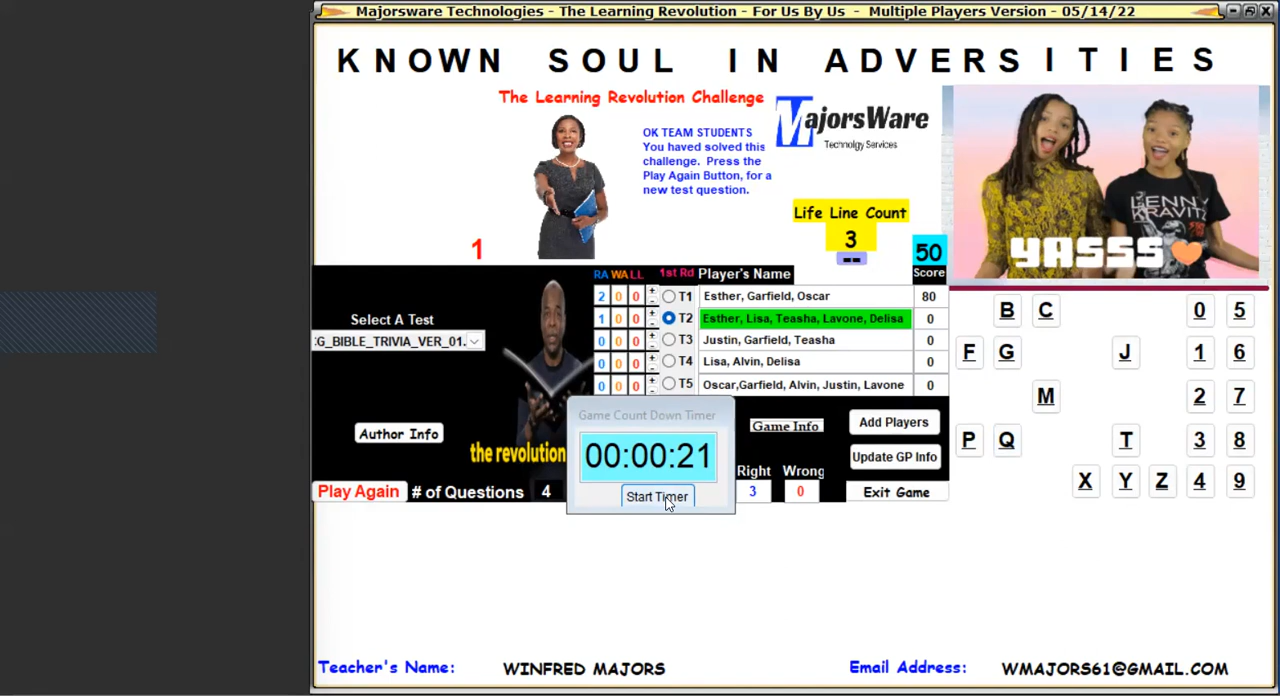 Majorsware Technologies - The Learning Revolution - For Us By Us - Multiple Players Version - 05/14/22
KNOWN SOUL IN ADVERSITIES
The Learning Revolution Challenge
MajorsWare
Technolgy Services
OK TEAM STUDENTS
You haved solved this
challenge. Press the
Play Again Button, for a
new test question.
LENNY
KRAVITZ
YASSS
Life Line Count
3
--
1
50
Score
RA WA LL 1st Rd Player's Name
2 0 0 + - T1 Esther, Garfield, Oscar 80
1 0 0 + - T2 Esther, Lisa, Teasha, Lavone, Delisa 0
0 0 0 + - T3 Justin, Garfield, Teasha 0
0 0 0 + - T4 Lisa, Alvin, Delisa 0
0 0 0 + - T5 Oscar,Garfield, Alvin, Justin, Lavone 0
Select A Test
CG_BIBLE_TRIVIA_VER_01.
Author Info
the revolution
Play Again # of Questions 4
Game Count Down Timer
00:00:21
Start Timer
Game Info
Right Wrong
3 0
Add Players
Update GP Info
Exit Game
B C 0 5
F G J 1 6
M 2 7
P Q T 3 8
X Y Z 4 9
Teacher's Name: WINFRED MAJORS Email Address: WMAJORS61@GMAIL.COM